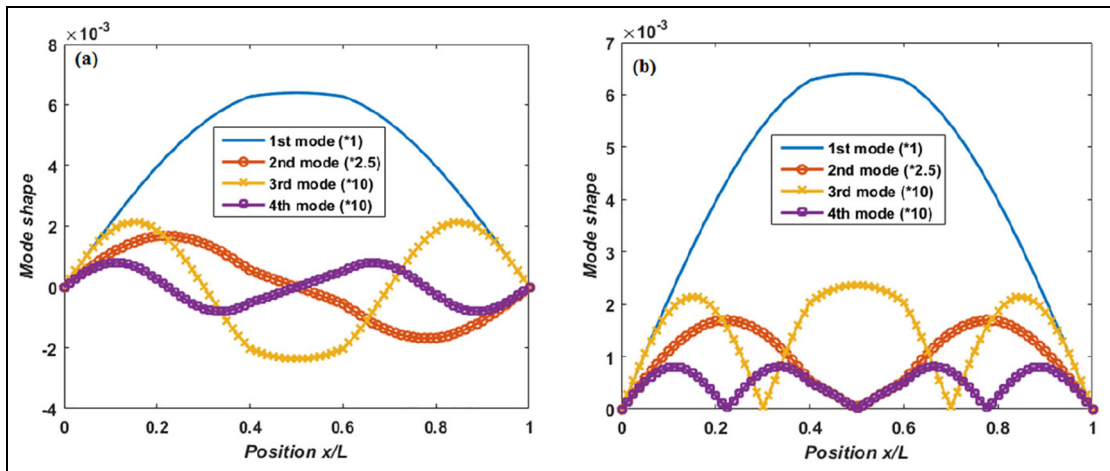 ×10⁻³
(a)
8
6
4
2
0
-2
-4
Mode shape
1st mode (*1)
2nd mode (*2.5)
3rd mode (*10)
4th mode (*10)
0
0.2
0.4
0.6
0.8
1
Position x/L
×10⁻³
(b)
7
6
5
4
3
2
1
0
Mode shape
1st mode (*1)
2nd mode (*2.5)
3rd mode (*10)
4th mode (*10)
0
0.2
0.4
0.6
0.8
1
Position x/L